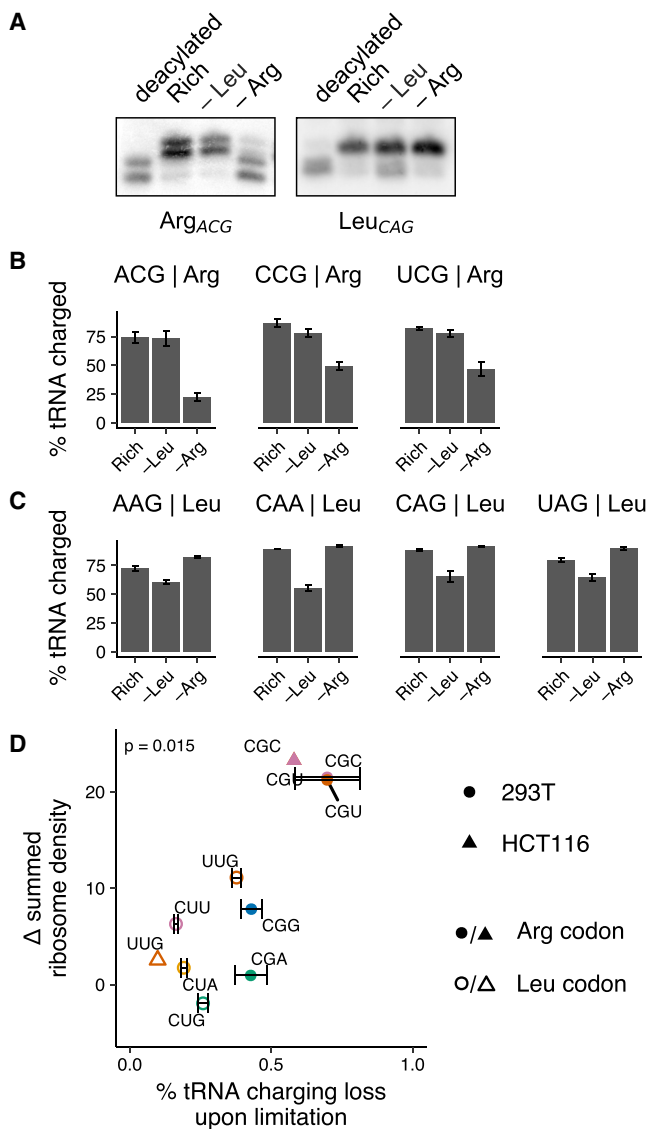 A
deacylated
Rich
– Leu
– Arg
deacylated
Rich
– Leu
– Arg
ArgACG
LeuCAG
B
ACG | Arg
CCG | Arg
UCG | Arg
% tRNA charged
75
50
25
0
Rich
–Leu
–Arg
Rich
–Leu
–Arg
Rich
–Leu
–Arg
C
AAG | Leu
CAA | Leu
CAG | Leu
UAG | Leu
% tRNA charged
75
50
25
0
Rich
–Leu
–Arg
Rich
–Leu
–Arg
Rich
–Leu
–Arg
Rich
–Leu
–Arg
D
p = 0.015
Δ summed
ribosome density
20
10
0
CGC
CGC
CGU
CGU
UUG
CUU
CGG
UUG
CGA
CUA
CUG
0.0
0.5
1.0
% tRNA charging loss
upon limitation
293T
HCT116
/
Arg codon
/
Leu codon